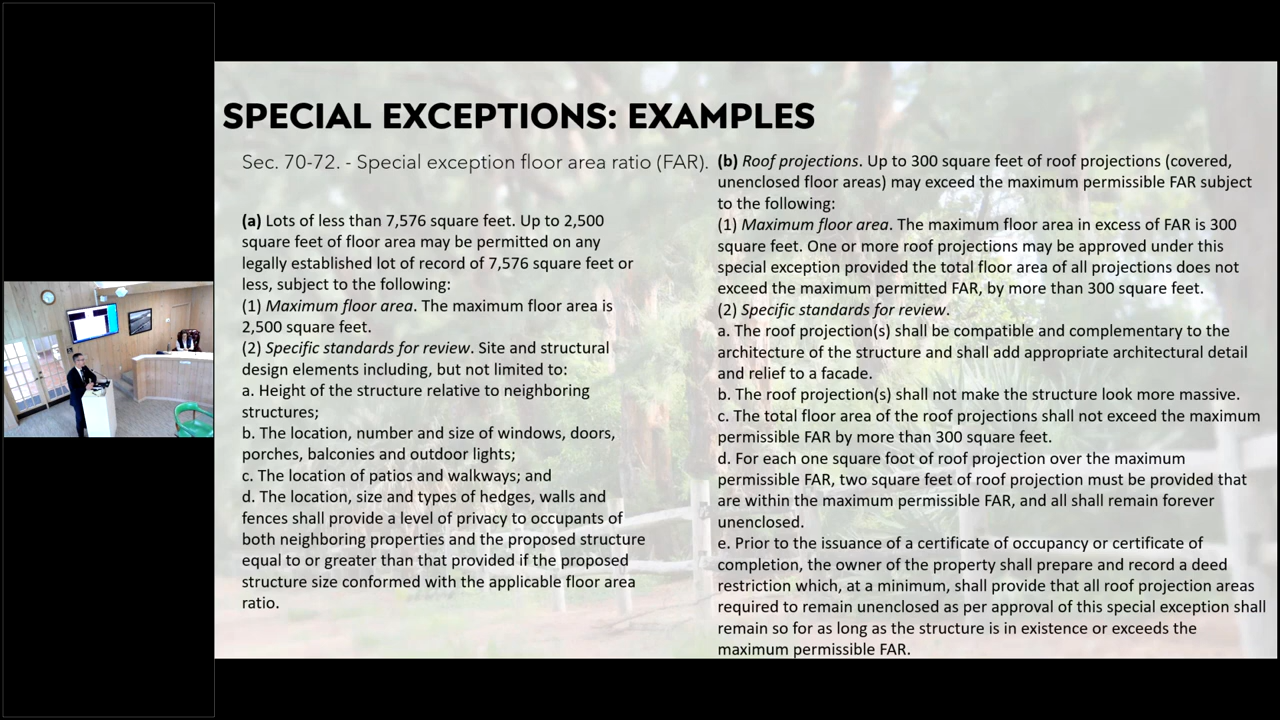 SPECIAL EXCEPTIONS: EXAMPLES
Sec. 70-72. - Special exception floor area ratio (FAR).
(a) Lots of less than 7,576 square feet. Up to 2,500
square feet of floor area may be permitted on any
legally established lot of record of 7,576 square feet or
less, subject to the following:
(1) Maximum floor area. The maximum floor area is
2,500 square feet.
(2) Specific standards for review. Site and structural
design elements including, but not limited to:
a. Height of the structure relative to neighboring
structures;
b. The location, number and size of windows, doors,
porches, balconies and outdoor lights;
c. The location of patios and walkways; and
d. The location, size and types of hedges, walls and
fences shall provide a level of privacy to occupants of
both neighboring properties and the proposed structure
equal to or greater than that provided if the proposed
structure size conformed with the applicable floor area
ratio.
(b) Roof projections. Up to 300 square feet of roof projections (covered,
unenclosed floor areas) may exceed the maximum permissible FAR subject
to the following:
(1) Maximum floor area. The maximum floor area in excess of FAR is 300
square feet. One or more roof projections may be approved under this
special exception provided the total floor area of all projections does not
exceed the maximum permitted FAR, by more than 300 square feet.
(2) Specific standards for review.
a. The roof projection(s) shall be compatible and complementary to the
architecture of the structure and shall add appropriate architectural detail
and relief to a facade.
b. The roof projection(s) shall not make the structure look more massive.
c. The total floor area of the roof projections shall not exceed the maximum
permissible FAR by more than 300 square feet.
d. For each one square foot of roof projection over the maximum
permissible FAR, two square feet of roof projection must be provided that
are within the maximum permissible FAR, and all shall remain forever
unenclosed.
e. Prior to the issuance of a certificate of occupancy or certificate of
completion, the owner of the property shall prepare and record a deed
restriction which, at a minimum, shall provide that all roof projection areas
required to remain unenclosed as per approval of this special exception shall
remain so for as long as the structure is in existence or exceeds the
maximum permissible FAR.